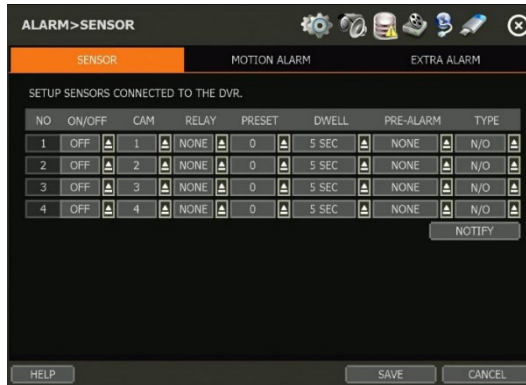 ALARM>SENSOR
SENSOR MOTION ALARM EXTRA ALARM
SETUP SENSORS CONNECTED TO THE DVR.
NO ON/OFF CAM RELAY PRESET DWELL PRE-ALARM TYPE
1 OFF 1 NONE 0 5 SEC NONE N/O
2 OFF 2 NONE 0 5 SEC NONE N/O
3 OFF 3 NONE 0 5 SEC NONE N/O
4 OFF 4 NONE 0 5 SEC NONE N/O
NOTIFY
HELP SAVE CANCEL